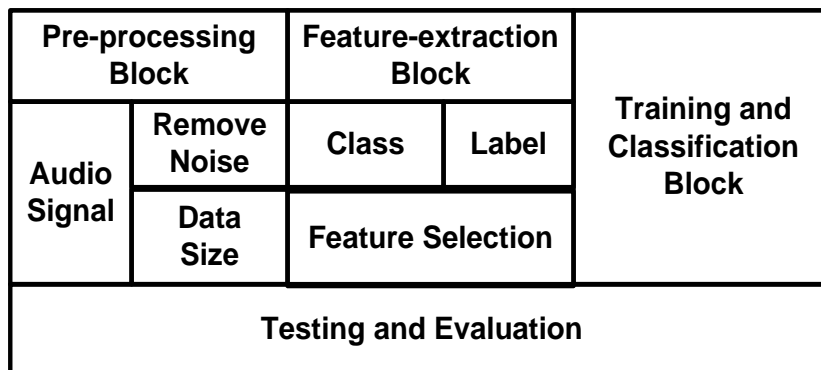 Pre-processing
Block
Feature-extraction
Block
Training and
Classification
Block
Audio
Signal
Remove
Noise
Class
Label
Data
Size
Feature Selection
Testing and Evaluation